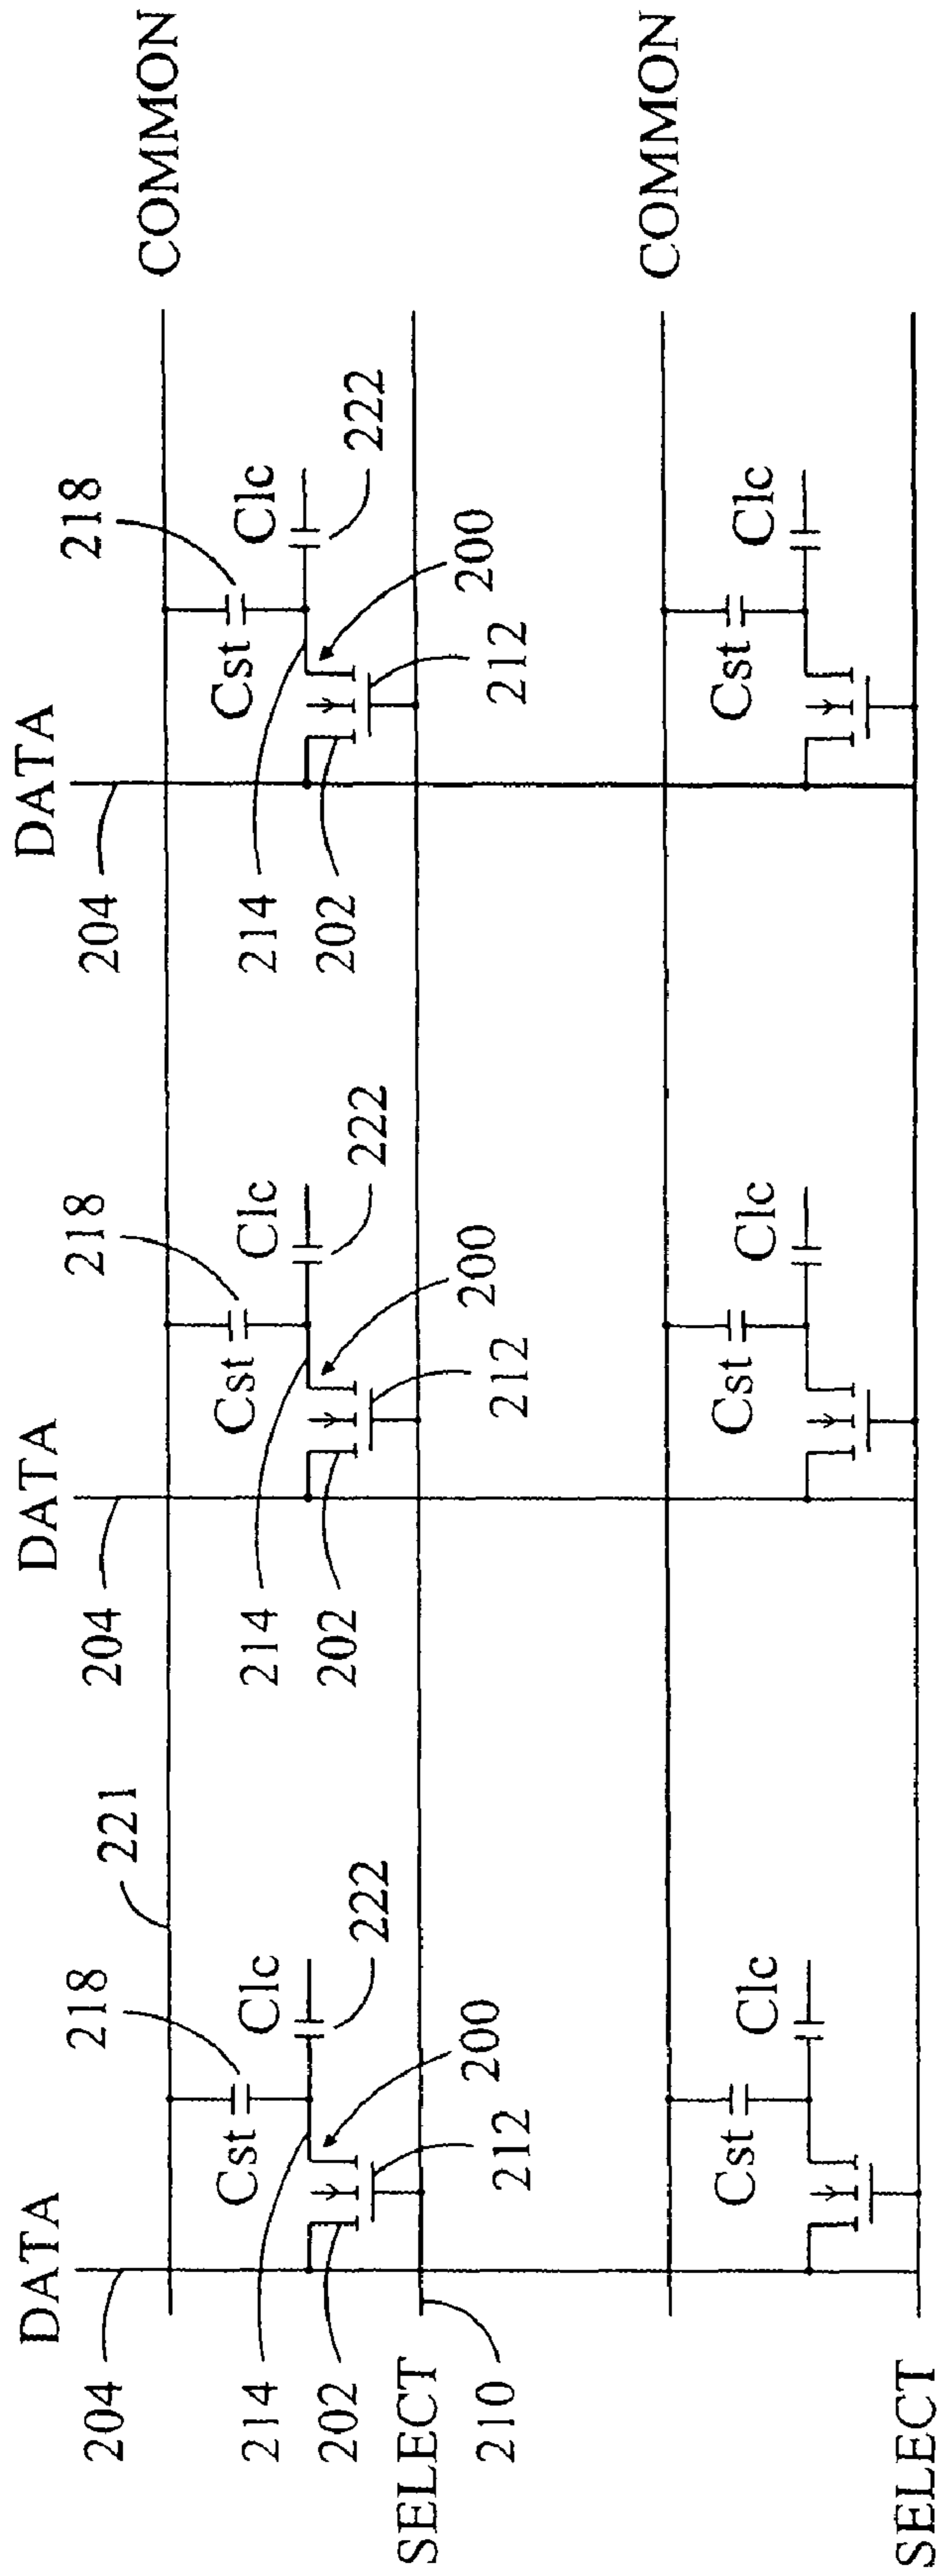 DATA DATA DATA
204 204 204
COMMON
221
218 218 218
Cst Clc Cst Clc Cst Clc
214 214 214
222 222 222
202 202 202
200 200 200
212 212 212
SELECT
210
COMMON
Cst Clc Cst Clc Cst Clc
SELECT